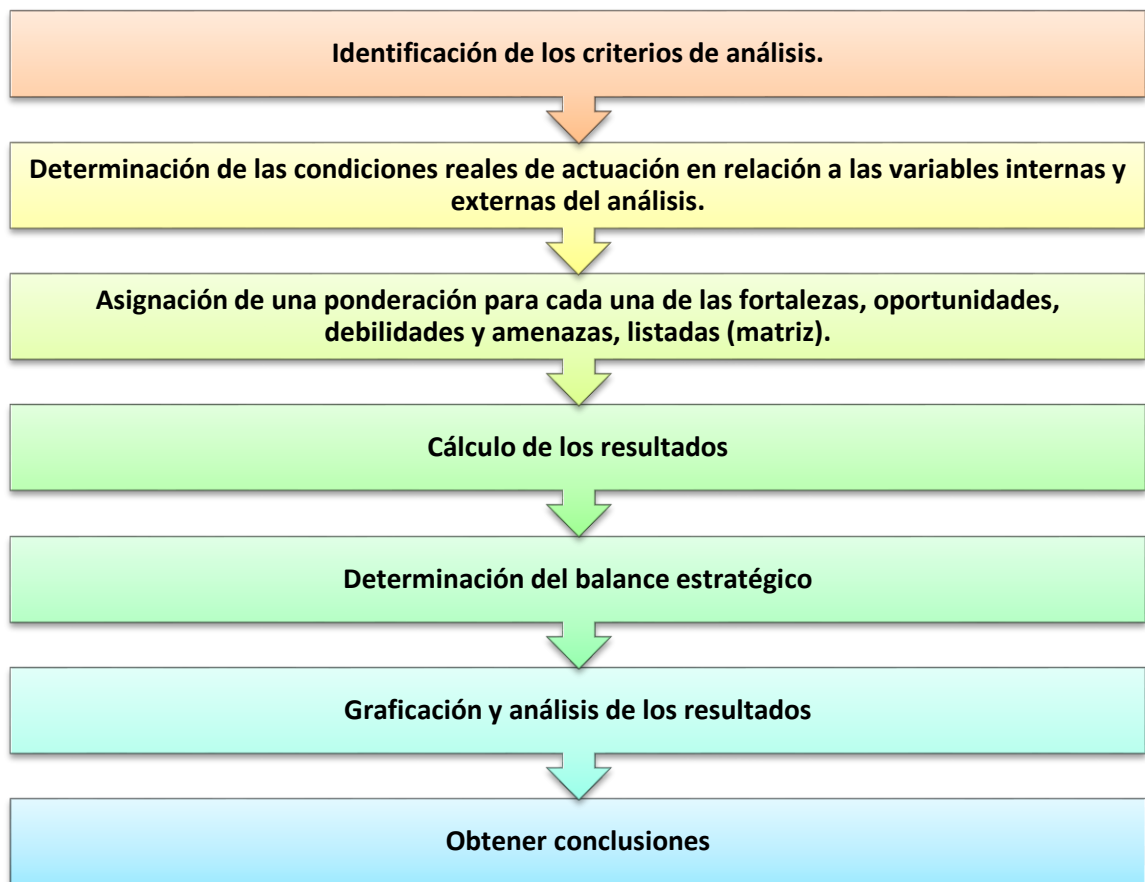 Identificación de los criterios de análisis.
Determinación de las condiciones reales de actuación en relación a las variables internas y
externas del análisis.
Asignación de una ponderación para cada una de las fortalezas, oportunidades,
debilidades y amenazas, listadas (matriz).
Cálculo de los resultados
Determinación del balance estratégico
Graficación y análisis de los resultados
Obtener conclusiones